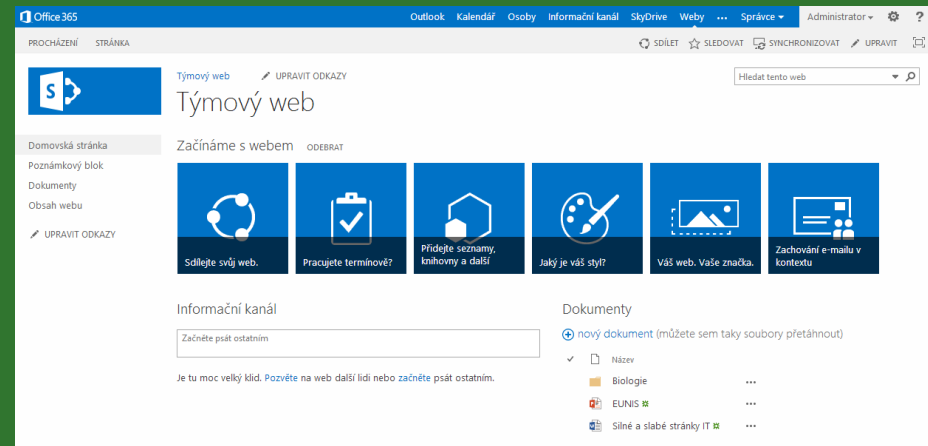 Office 365
Outlook Kalendář Osoby Informační kanál SkyDrive Weby ... Správce Administrator ?
PROCHÁZENÍ STRÁNKA
SDÍLET SLEDOVAT SYNCHRONIZOVAT UPRAVIT
S
Týmový web UPRAVIT ODKAZY
Hledat tento web
Týmový web
Domovská stránka
Poznámkový blok
Dokumenty
Obsah webu
UPRAVIT ODKAZY
Začínáme s webem ODEBRAT
Sdílejte svůj web.
Pracujete termínově?
Přidejte seznamy,
knihovny a další
Jaký je váš styl?
Váš web. Vaše značka.
Zachování e-mailu v
kontextu
Informační kanál
Začněte psát ostatním
Je tu moc velký klid. Pozvěte na web další lidi nebo začněte psát ostatním.
Dokumenty
nový dokument (můžete sem taky soubory přetáhnout)
Název
Biologie ...
EUNIS ...
Silné a slabé stránky IT ...